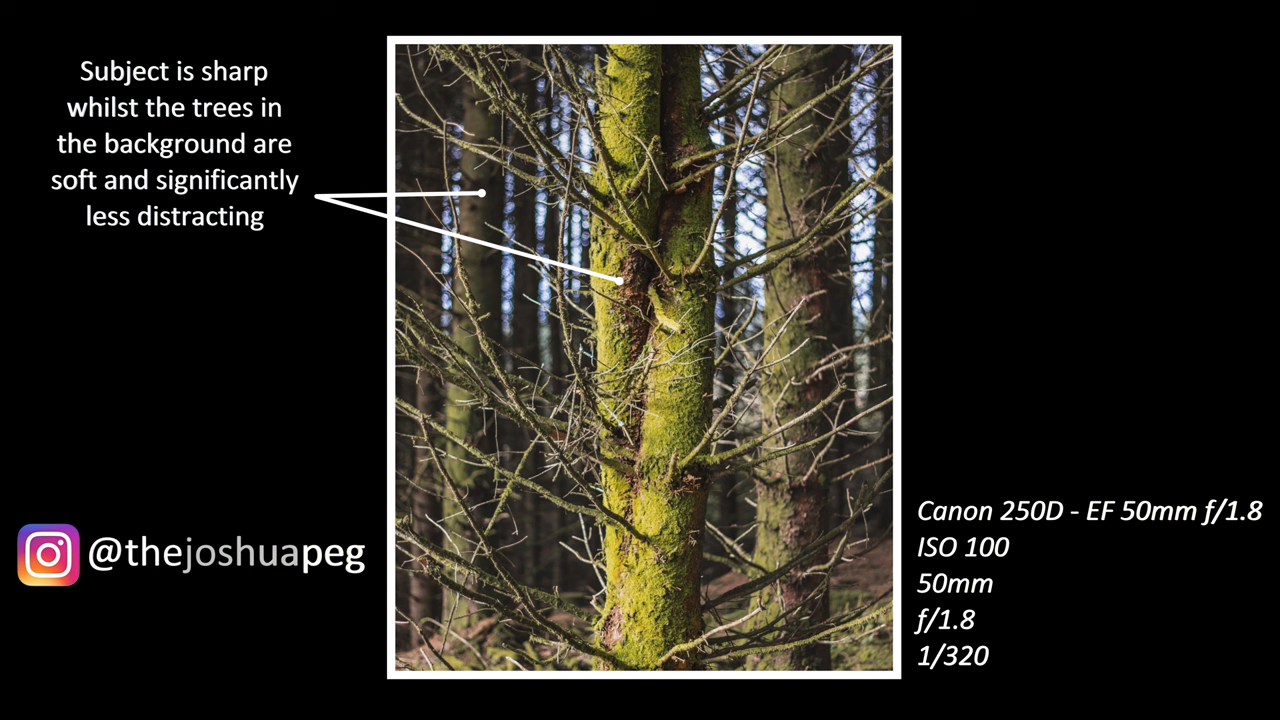 Subject is sharp
whilst the trees in
the background are
soft and significantly
less distracting
@thejoshuapeg
Canon 250D - EF 50mm f/1.8
ISO 100
50mm
f/1.8
1/320